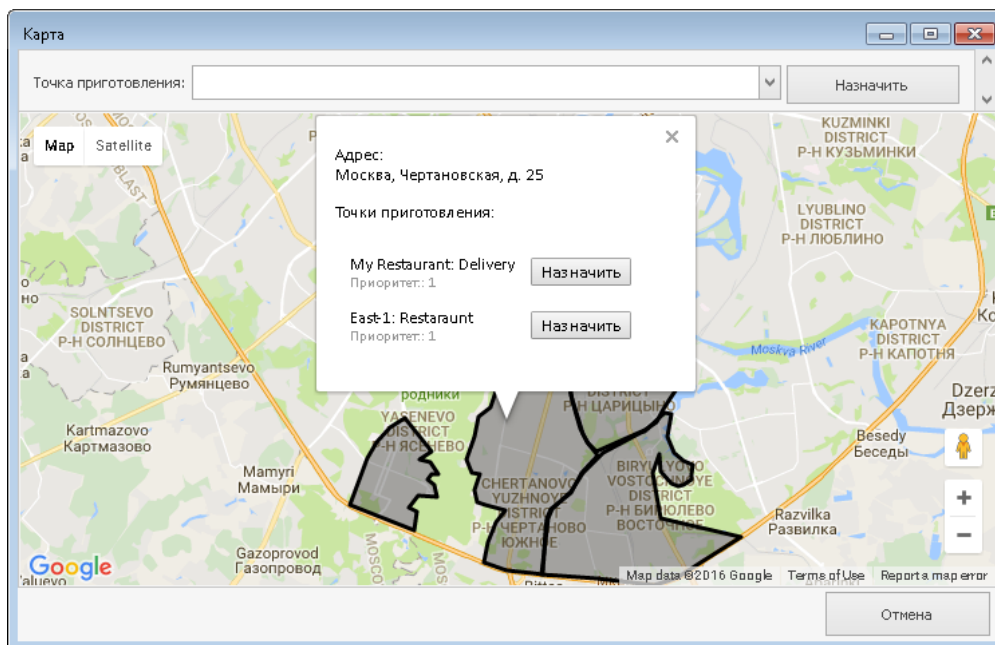 Карта
Точка приготовления:
Назначить
Map Satellite
Адрес:
Москва, Чертановская, д. 25
Точки приготовления:
My Restaurant: Delivery
Приоритет:: 1
Назначить
East-1: Restaraunt
Приоритет:: 1
Назначить
KUZMINKI
DISTRICT
Р-Н КУЗЬМИНКИ
LYUBLINO
DISTRICT
Р-Н ЛЮБЛИНО
SOLNTSEVO
DISTRICT
Р-Н СОЛНЦЕВО
KAPOTNYA
DISTRICT
Р-Н КАПОТНЯ
Moskva River
Rumyantsevo
Румянцево
родники
DISTRICT
Р-Н ЦАРИЦЫНО
YASENEVO
DISTRICT
Р-Н ЯСЕНЕВО
Kartmazovo
Картмазово
Besedy
Беседы
Mamyri
Мамыри
CHERTANOVO
YUZHNOYE
DISTRICT
Р-Н ЧЕРТАНОВО
ЮЖНОЕ
BIRYULYOVO
VOSTOCHNOYE
DISTRICT
Р-Н БИРЮЛЕВО
ВОСТОЧНОЕ
Razvilka
Развилка
Gazoprovod
Газопровод
MOSCOW
Google
Map data ©2016 Google Terms of Use Report a map error
Отмена